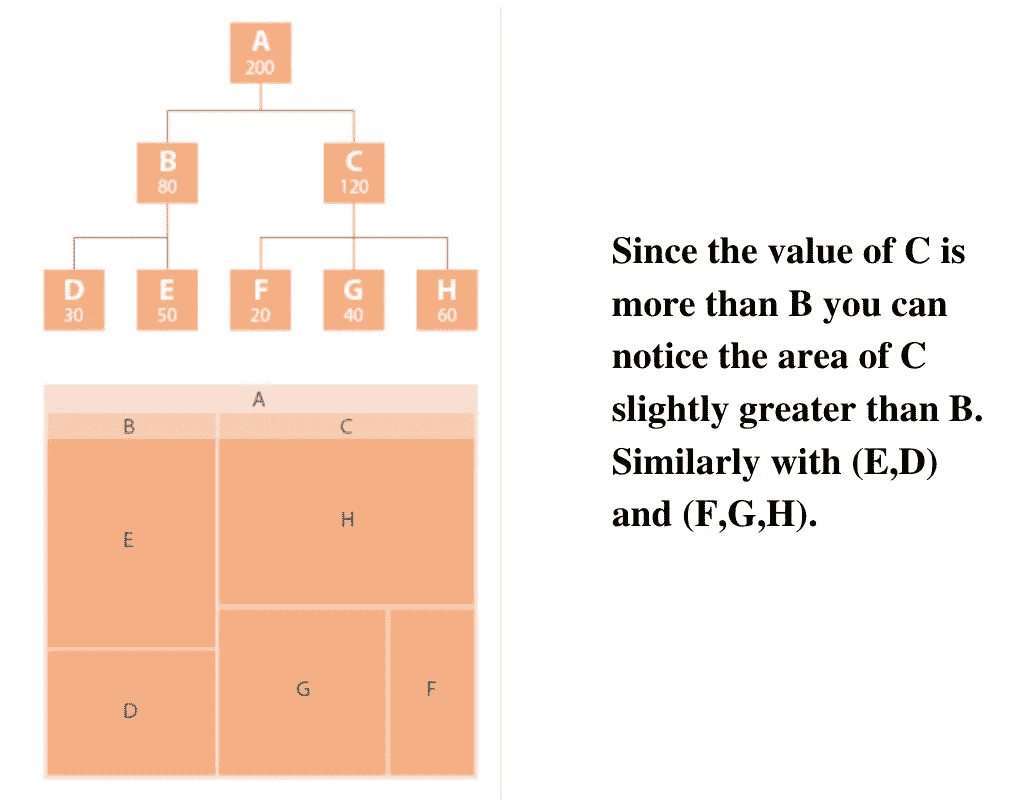 A
200
B
80
C
120
D
30
E
50
F
20
G
40
H
60
A
B
C
E
H
D
G
F
Since the value of C is
more than B you can
notice the area of C
slightly greater than B.
Similarly with (E,D)
and (F,G,H).